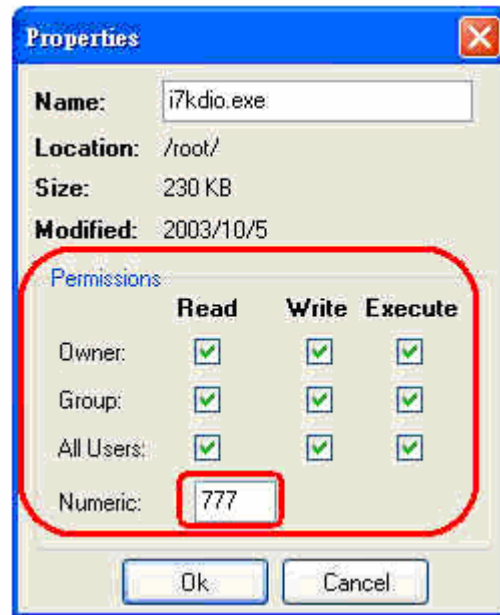 Properties
Name: i7kdio.exe
Location: /root/
Size: 230 KB
Modified: 2003/10/5
Permissions
Read Write Execute
Owner:
Group:
All Users:
Numeric: 777
Ok Cancel